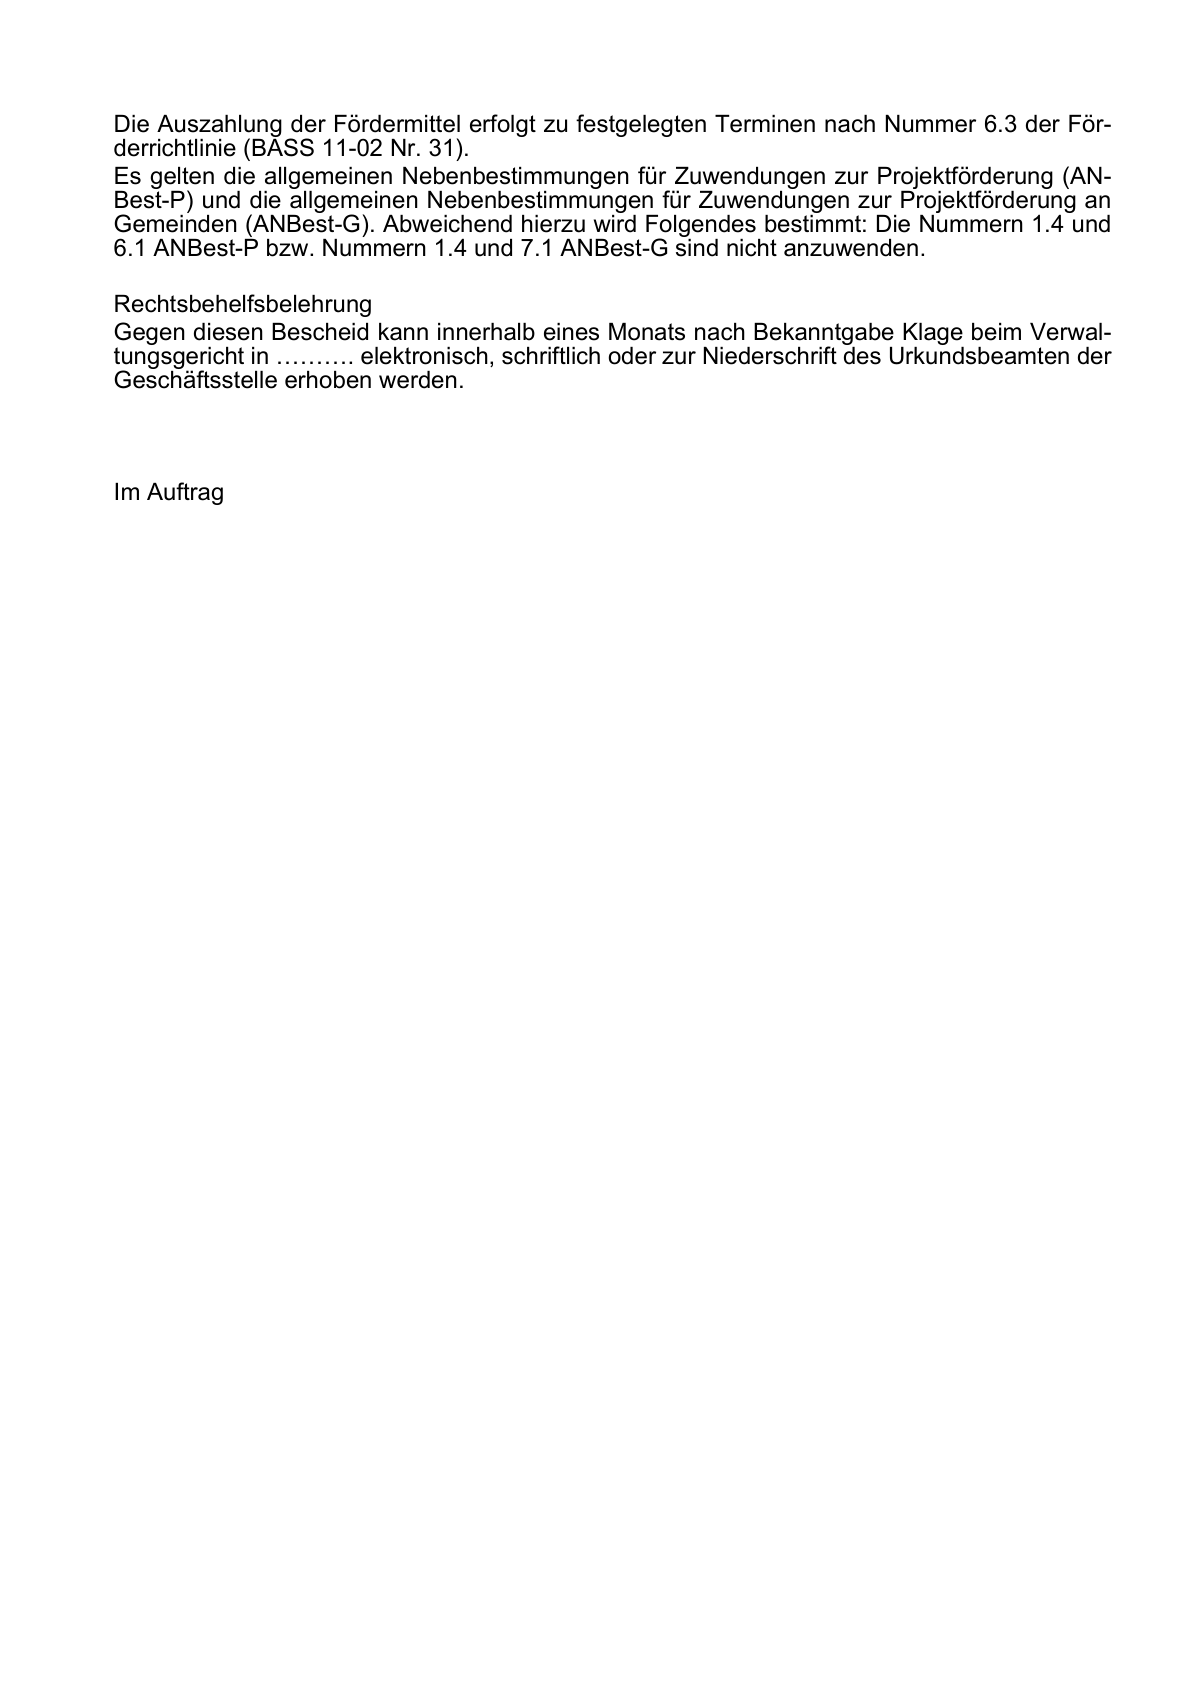 Die Auszahlung der Fördermittel erfolgt zu festgelegten Terminen nach Nummer 6.3 der För-
derrichtlinie (BASS 11-02 Nr. 31).
Es gelten die allgemeinen Nebenbestimmungen für Zuwendungen zur Projektförderung (AN-
Best-P) und die allgemeinen Nebenbestimmungen für Zuwendungen zur Projektförderung an
Gemeinden (ANBest-G). Abweichend hierzu wird Folgendes bestimmt: Die Nummern 1.4 und
6.1 ANBest-P bzw. Nummern 1.4 und 7.1 ANBest-G sind nicht anzuwenden.
Rechtsbehelfsbelehrung
Gegen diesen Bescheid kann innerhalb eines Monats nach Bekanntgabe Klage beim Verwal-
tungsgericht in ………. elektronisch, schriftlich oder zur Niederschrift des Urkundsbeamten der
Geschäftsstelle erhoben werden.
Im Auftrag